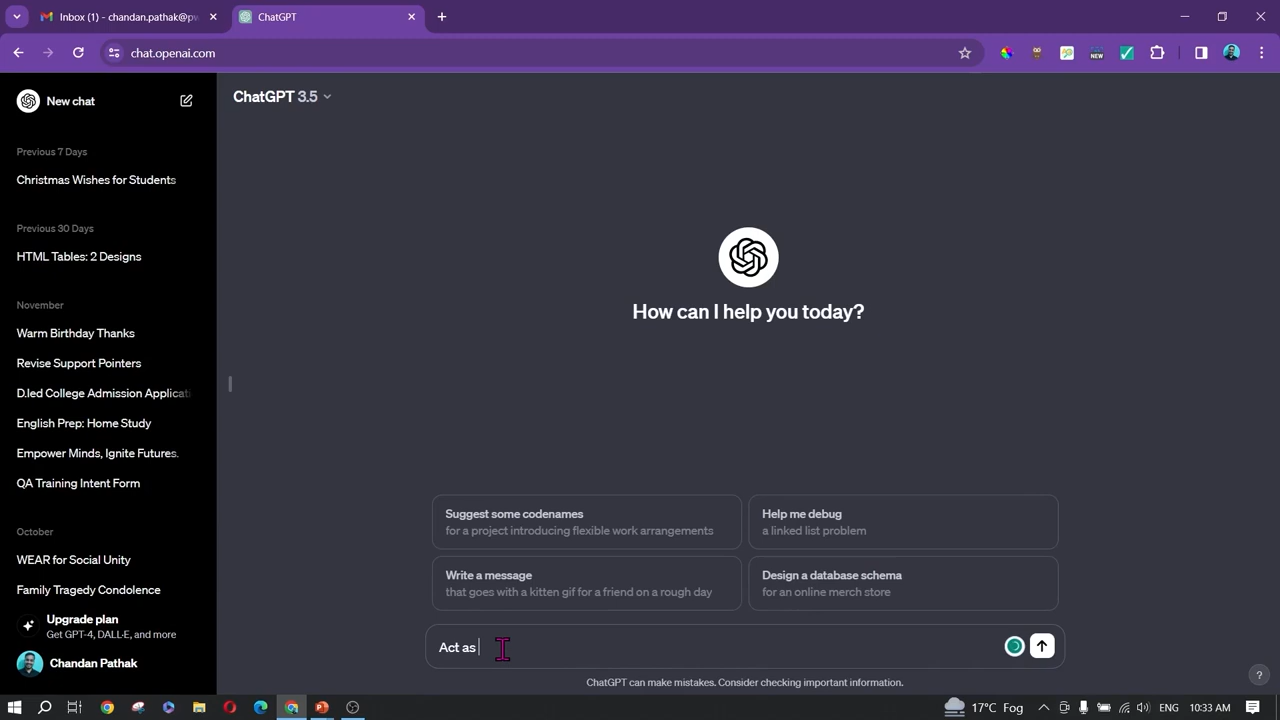 Inbox (1) - chandan.pathak@pw
ChatGPT
chat.openai.com
NEW
New chat
ChatGPT 3.5
Previous 7 Days
Christmas Wishes for Students
Previous 30 Days
HTML Tables: 2 Designs
November
Warm Birthday Thanks
Revise Support Pointers
D.led College Admission Applicati
English Prep: Home Study
Empower Minds, Ignite Futures.
QA Training Intent Form
October
WEAR for Social Unity
Family Tragedy Condolence
Upgrade plan
Get GPT-4, DALL·E, and more
Chandan Pathak
How can I help you today?
Suggest some codenames
for a project introducing flexible work arrangements
Help me debug
a linked list problem
Write a message
that goes with a kitten gif for a friend on a rough day
Design a database schema
for an online merch store
Act as
ChatGPT can make mistakes. Consider checking important information.
?
17°C Fog
ENG
10:33 AM